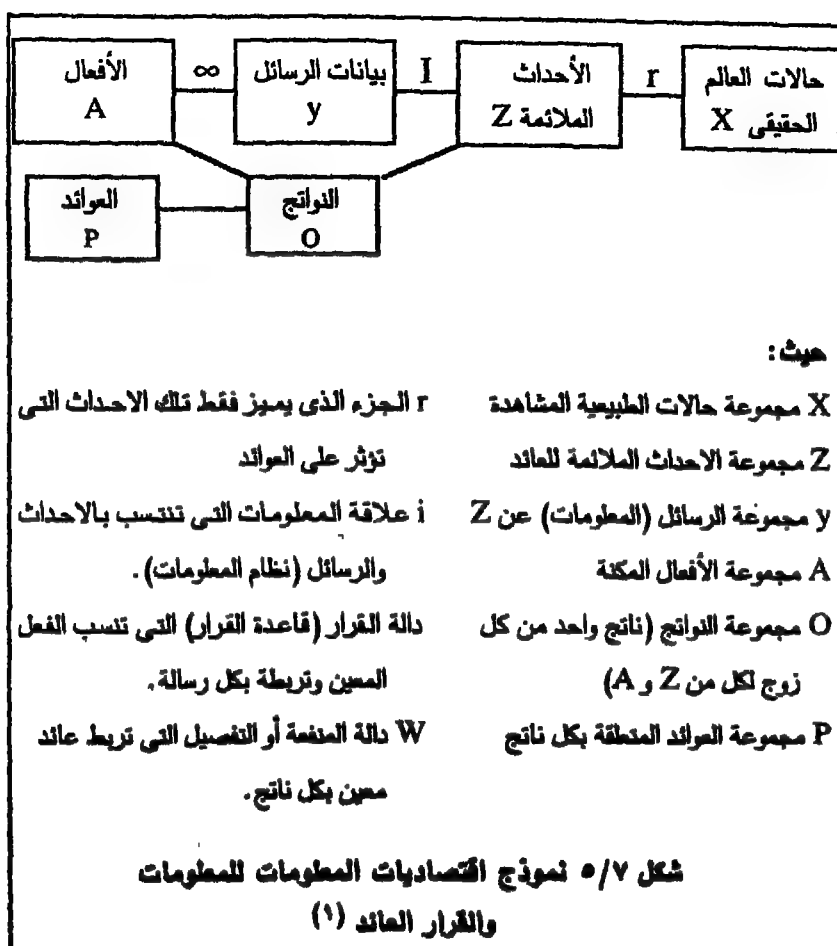 حالات العالم
الحقيقى X
r
الأحداث
الملائمة Z
I
بيانات الرسائل
y
∞
الأفعال
A
النواتج
O
العوائد
P
حيث:
X مجموعة حالات الطبيعية المشاهدة
Z مجموعة الاحداث الملائمة للعائد
y مجموعة الرسائل (المعلومات) عن Z
A مجموعة الأفعال المكنة
O مجموعة النواتج (ناتج واحد من كل
زوج لكل من Z و A)
P مجموعة العوائد المتعلقة بكل ناتج
r الجزء الذى يميز فقط تلك الاحداث التى
تؤثر على العوائد
i علاقة المعلومات التى تنتسب بالاحداث
والرسائل (نظام المعلومات).
دالة القرار (قاعدة القرار) التى تنسب الفعل
المعين وتربطة بكل رسالة.
W دالة المنفعة أو التفصيل التى تربط عائد
معين بكل ناتج.
شكل ٥/٧ نموذج اقتصاديات المعلومات للمعلومات
والقرار العائد (١)